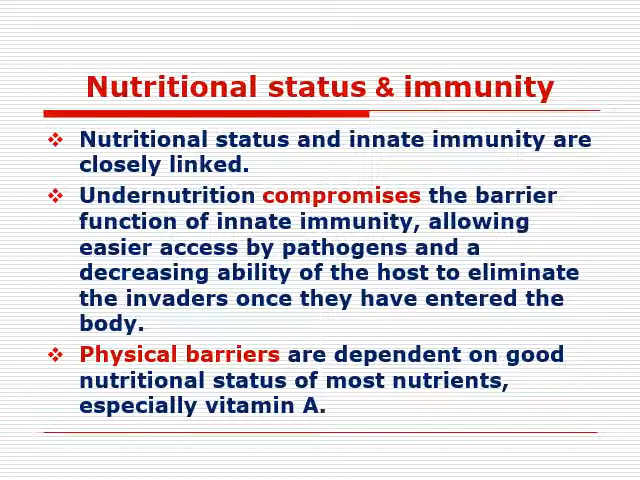 Nutritional status & immunity
❖ Nutritional status and innate immunity are
closely linked.
❖ Undernutrition compromises the barrier
function of innate immunity, allowing
easier access by pathogens and a
decreasing ability of the host to eliminate
the invaders once they have entered the
body.
❖ Physical barriers are dependent on good
nutritional status of most nutrients,
especially vitamin A.